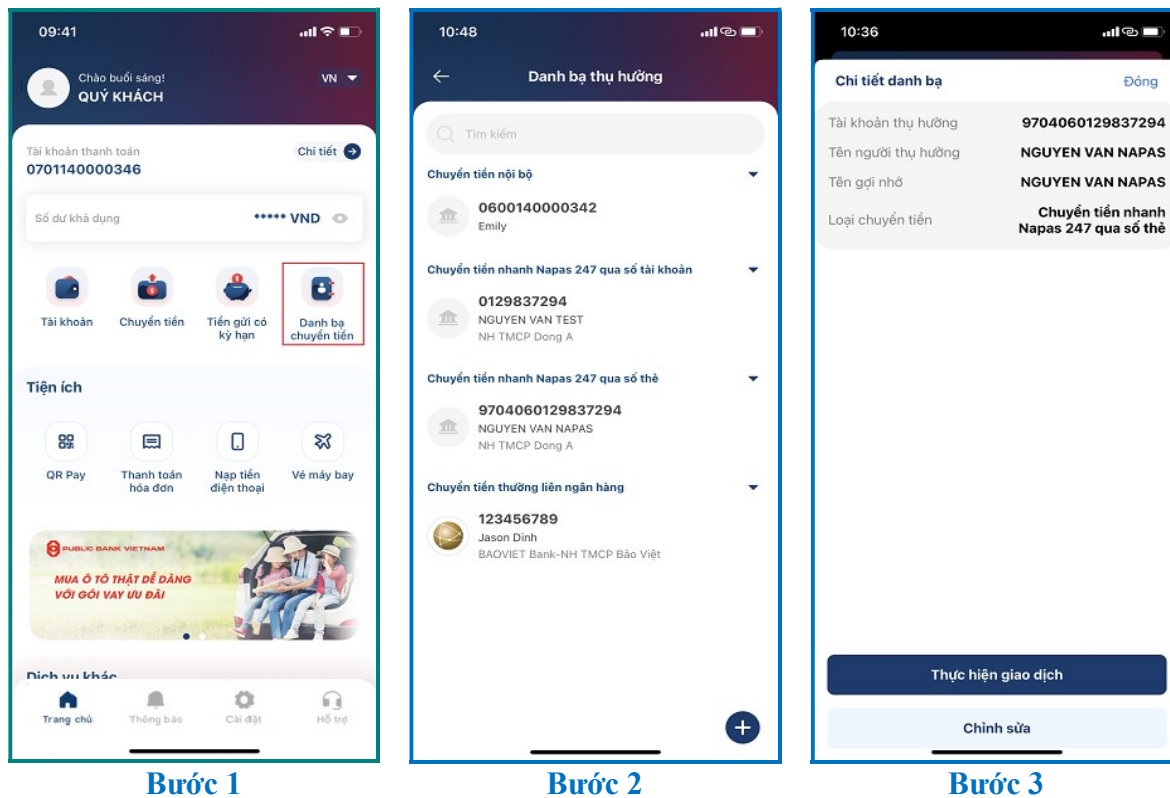 09:41
Chào buổi sáng!
QUÝ KHÁCH
VN
Tài khoản thanh toán
0701140000346
Chi tiết
Số dư khả dụng
***** VND
Tài khoản
Chuyển tiền
Tiền gửi có
kỳ hạn
Danh bạ
chuyển tiền
Tiện ích
QR Pay
Thanh toán
hóa đơn
Nạp tiền
điện thoại
Vé máy bay
PUBLIC BANK VIETNAM
MUA Ô TÔ THẬT DỄ DÀNG
VỚI GÓI VAY ƯU ĐÃI
Dịch vụ khác
Trang chủ
Thông báo
Cài đặt
Hỗ trợ
Bước 1
10:48
Danh bạ thụ hưởng
Tìm kiếm
Chuyển tiền nội bộ
0600140000342
Emily
Chuyển tiền nhanh Napas 247 qua số tài khoản
0129837294
NGUYEN VAN TEST
NH TMCP Dong A
Chuyển tiền nhanh Napas 247 qua số thẻ
9704060129837294
NGUYEN VAN NAPAS
NH TMCP Dong A
Chuyển tiền thường liên ngân hàng
123456789
Jason Dinh
BAOVIET Bank-NH TMCP Bảo Việt
Bước 2
10:36
Chi tiết danh bạ
Đóng
Tài khoản thụ hưởng 9704060129837294
Tên người thụ hưởng NGUYEN VAN NAPAS
Tên gợi nhớ NGUYEN VAN NAPAS
Loại chuyển tiền Chuyển tiền nhanh
Napas 247 qua số thẻ
Thực hiện giao dịch
Chỉnh sửa
Bước 3